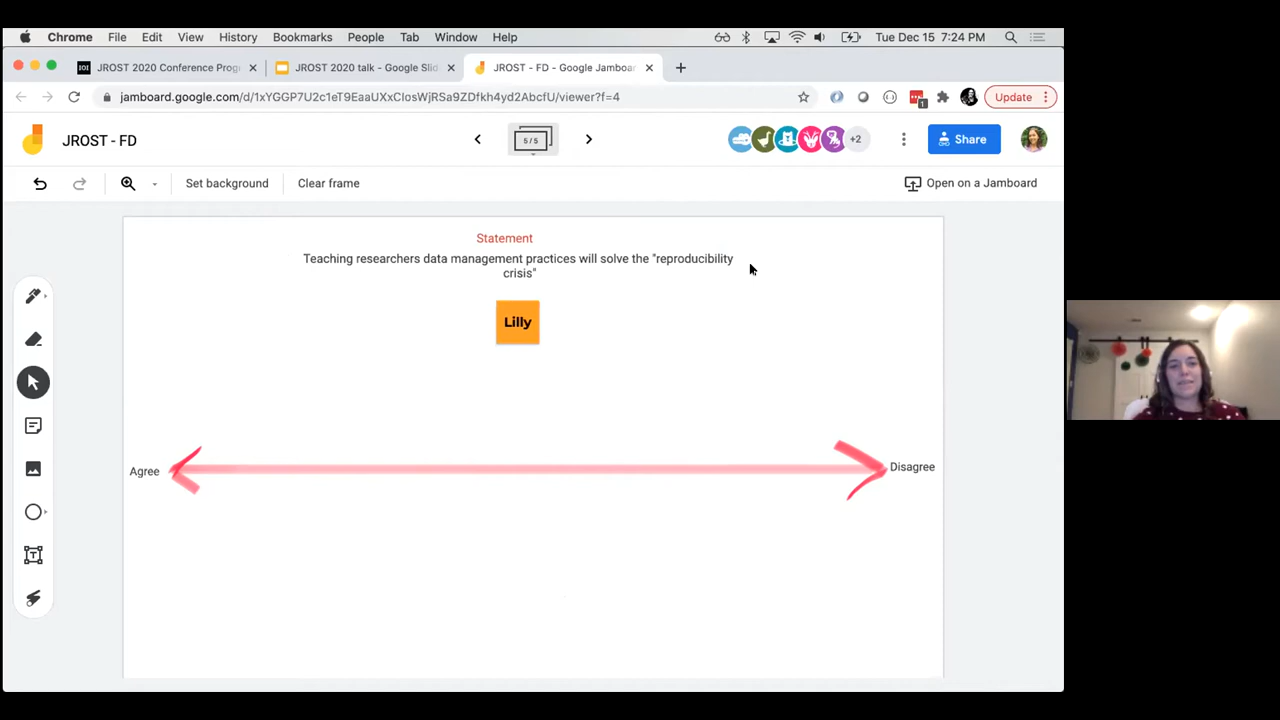 Chrome File Edit View History Bookmarks People Tab Window Help Tue Dec 15 7:24 PM
JROST 2020 Conference Prog JROST 2020 talk - Google Slid JROST - FD - Google Jamboar
jamboard.google.com/d/1xYGGP7U2c1eT9EaaUXxCIosWjRSa9ZDfkh4yd2AbcfU/viewer?f=4 1 Update
JROST - FD 5/5 +2 Share
Set background Clear frame Open on a Jamboard
Statement
Teaching researchers data management practices will solve the "reproducibility
crisis"
Lilly
Agree Disagree